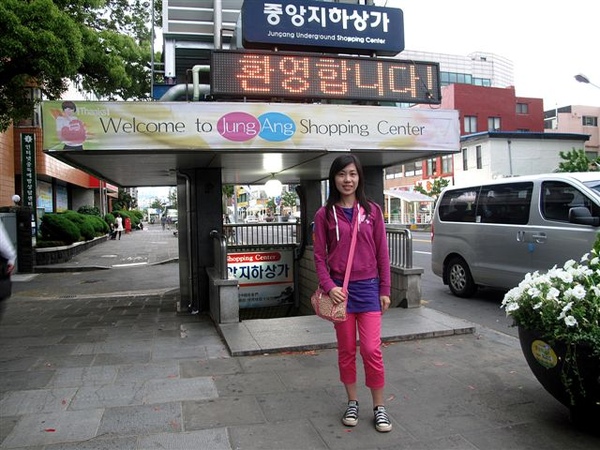 중앙지하상가
Jungang Underground Shopping Center
환영합니다!
Welcome to JungAng Shopping Center
Shopping Center
앙지하상가